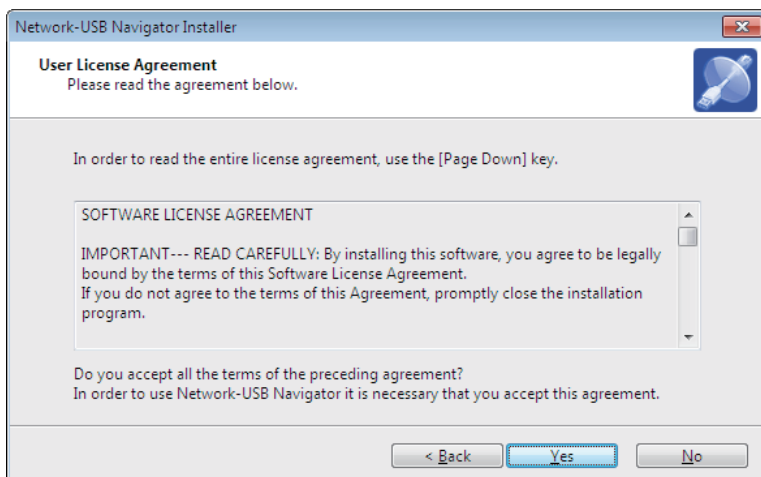 Network-USB Navigator Installer
User License Agreement
Please read the agreement below.
In order to read the entire license agreement, use the [Page Down] key.
SOFTWARE LICENSE AGREEMENT
IMPORTANT--- READ CAREFULLY: By installing this software, you agree to be legally
bound by the terms of this Software License Agreement.
If you do not agree to the terms of this Agreement, promptly close the installation
program.
Do you accept all the terms of the preceding agreement?
In order to use Network-USB Navigator it is necessary that you accept this agreement.
< Back
Yes
No